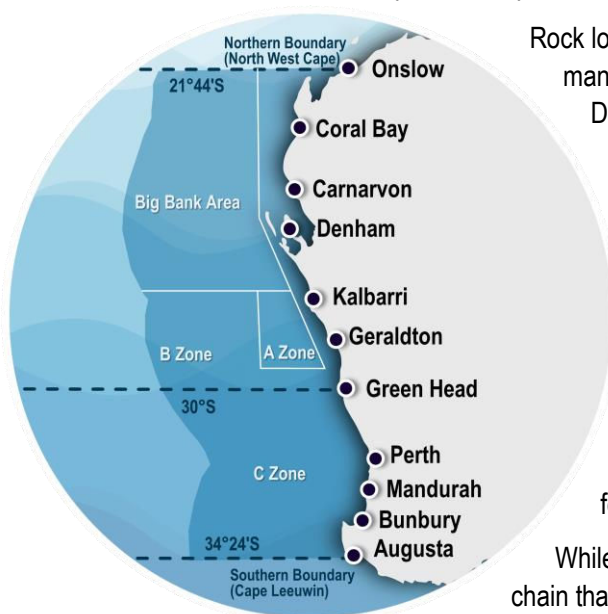 Northern Boundary
(North West Cape)
Rock lo
Onslow
21°44'S
man
D
Coral Bay
Carnarvon
Big Bank Area
Denham
Kalbarri
Geraldton
B Zone
A Zone
Green Head
30°S
Perth
C Zone
Mandurah
f
Bunbury
34°24'S
Augusta
While
Southern Boundary
(Cape Leeuwin)
chain tha